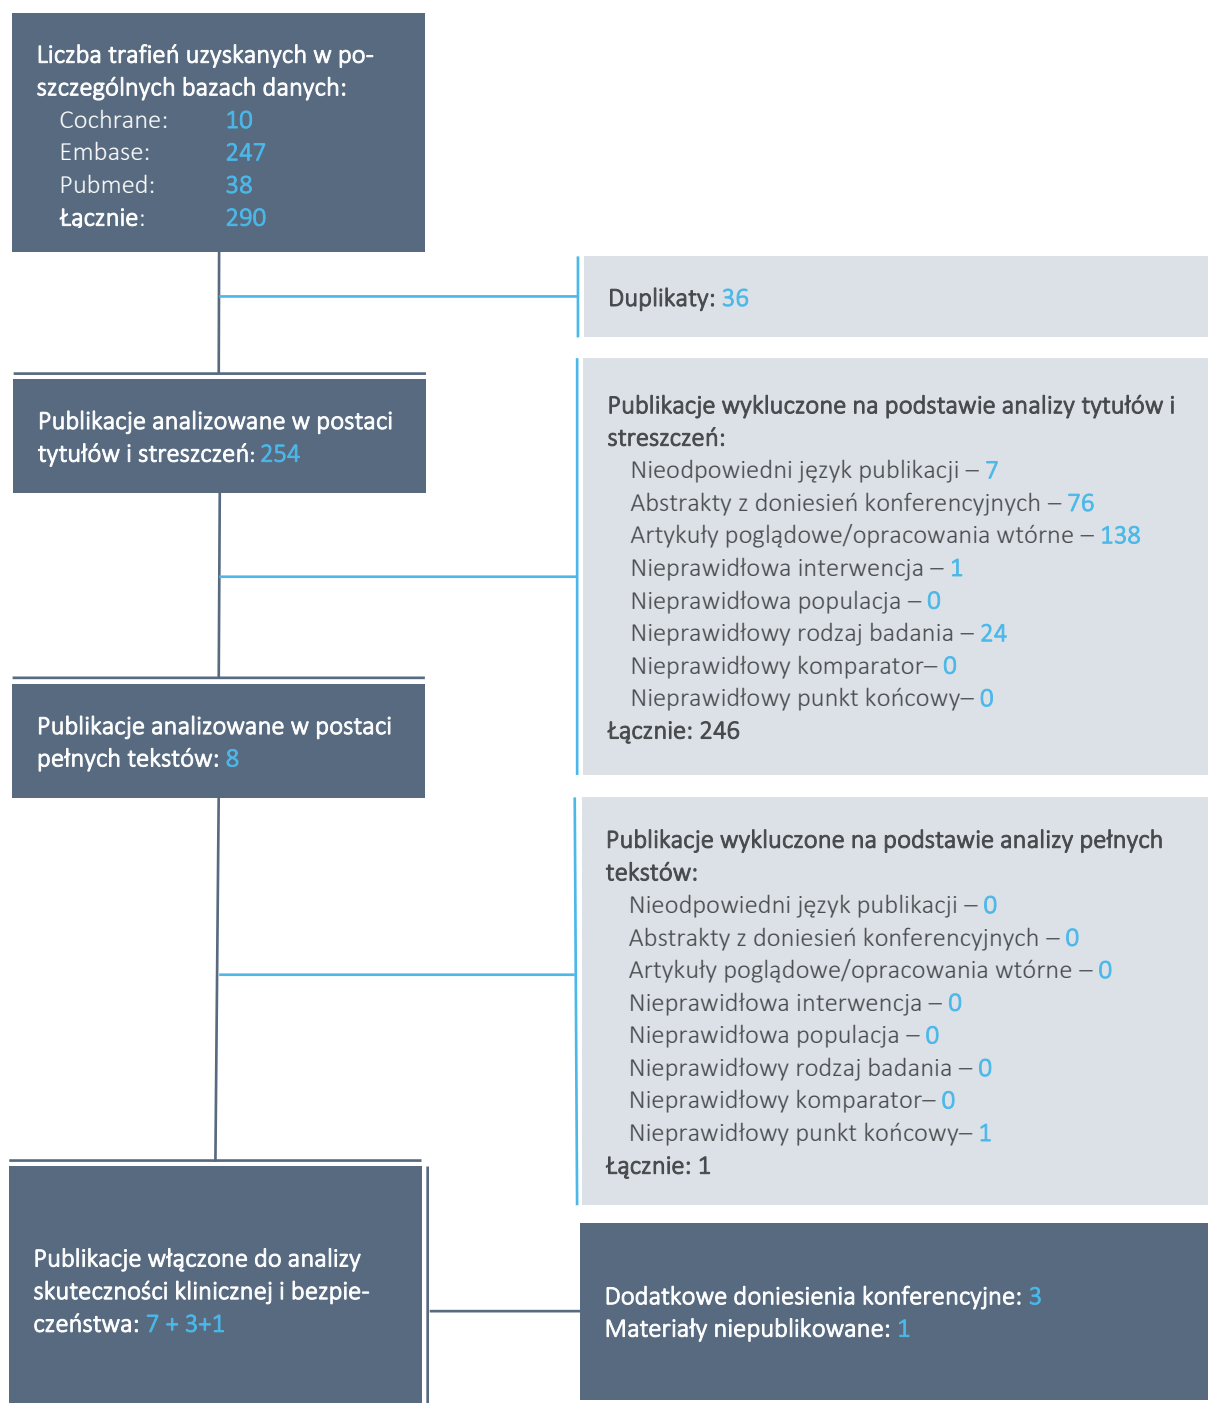 Liczba trafień uzyskanych w po-
szczególnych bazach danych:
Cochrane: 10
Embase: 247
Pubmed: 38
Łącznie: 290
Duplikaty: 36
Publikacje analizowane w postaci
tytułów i streszczeń: 254
Publikacje wykluczone na podstawie analizy tytułów i
streszczeń:
Nieodpowiedni język publikacji – 7
Abstrakty z doniesień konferencyjnych – 76
Artykuły poglądowe/opracowania wtórne – 138
Nieprawidłowa interwencja – 1
Nieprawidłowa populacja – 0
Nieprawidłowy rodzaj badania – 24
Nieprawidłowy komparator– 0
Nieprawidłowy punkt końcowy– 0
Łącznie: 246
Publikacje analizowane w postaci
pełnych tekstów: 8
Publikacje wykluczone na podstawie analizy pełnych
tekstów:
Nieodpowiedni język publikacji – 0
Abstrakty z doniesień konferencyjnych – 0
Artykuły poglądowe/opracowania wtórne – 0
Nieprawidłowa interwencja – 0
Nieprawidłowa populacja – 0
Nieprawidłowy rodzaj badania – 0
Nieprawidłowy komparator– 0
Nieprawidłowy punkt końcowy– 1
Łącznie: 1
Publikacje włączone do analizy
skuteczności klinicznej i bezpie-
czeństwa: 7 + 3+1
Dodatkowe doniesienia konferencyjne: 3
Materiały niepublikowane: 1